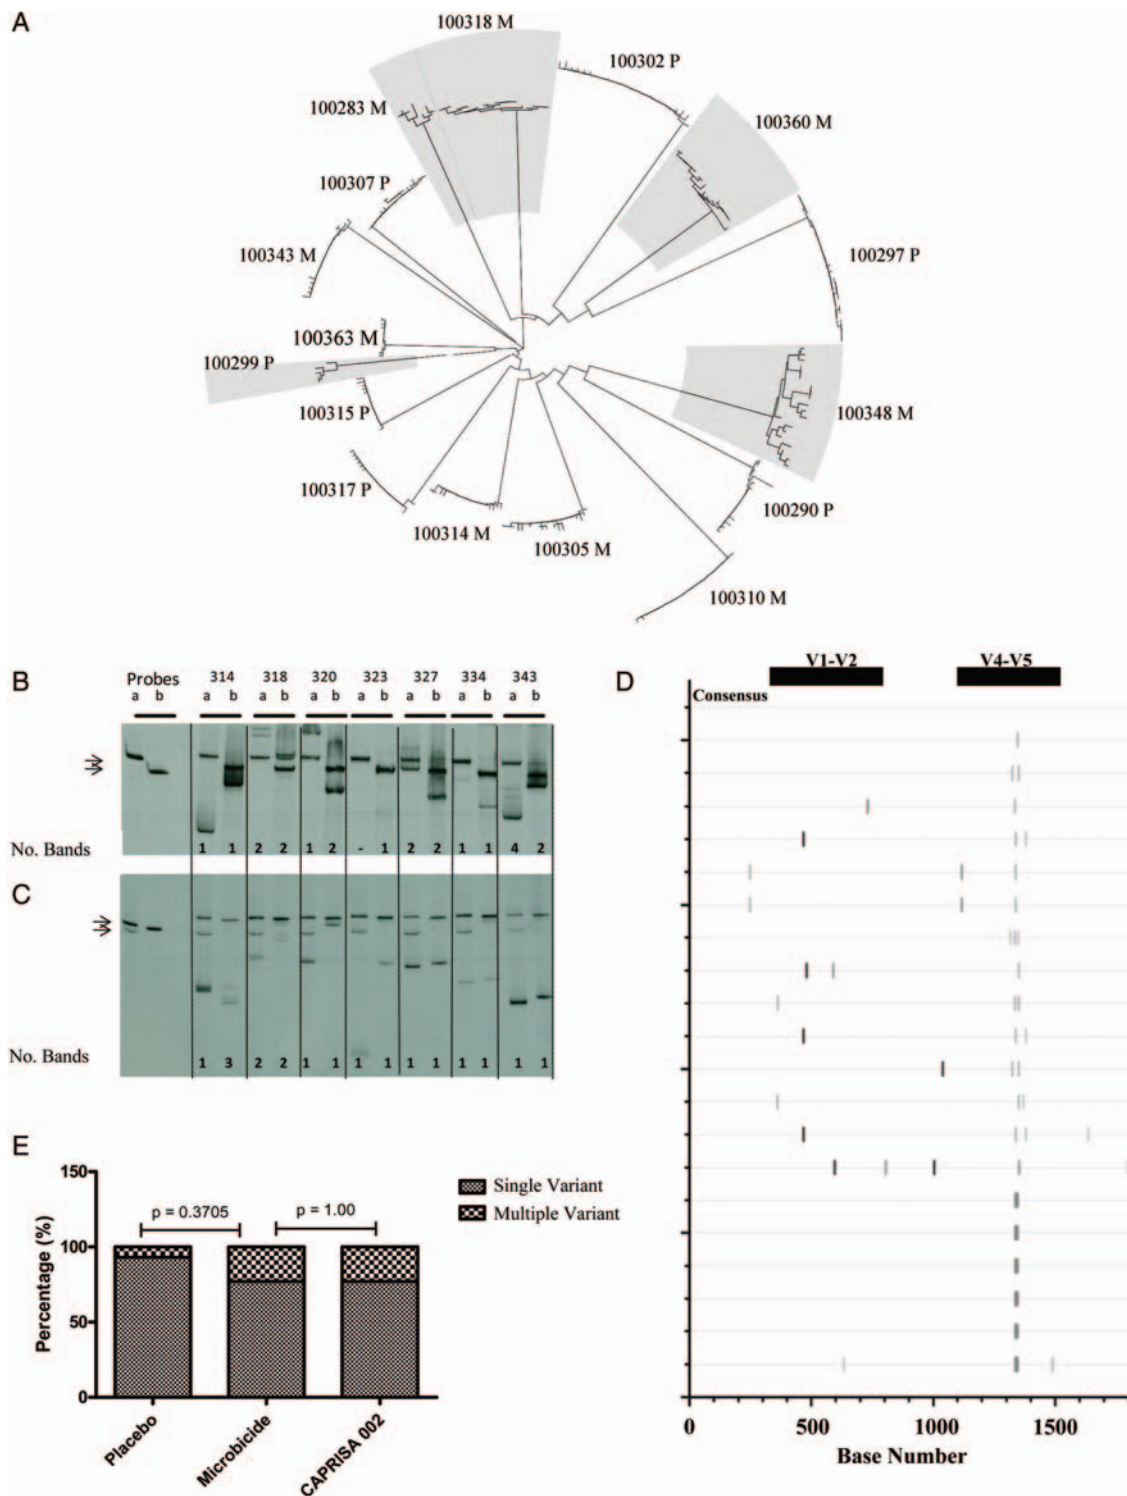 A
100318 M
100302 P
100283 M
100360 M
100307 P
100343 M
100297 P
100363 M
100299 P
100315 P
100348 M
100317 P
100314 M
100305 M
100290 P
100310 M
B
Probes 314 318 320 323 327 334 343
a b a b a b a b a b a b a b a b
No. Bands 1 1 2 2 1 2 - 1 2 2 1 1 4 2
C
No. Bands 1 3 2 2 1 1 1 1 1 1 1 1 1 1
D
V1-V2 V4-V5
Consensus
0 500 1000 1500
Base Number
E
150
100
50
0
Percentage (%)
p = 0.3705
p = 1.00
Single Variant
Multiple Variant
Placebo
Microbicide
CAPRISA 002